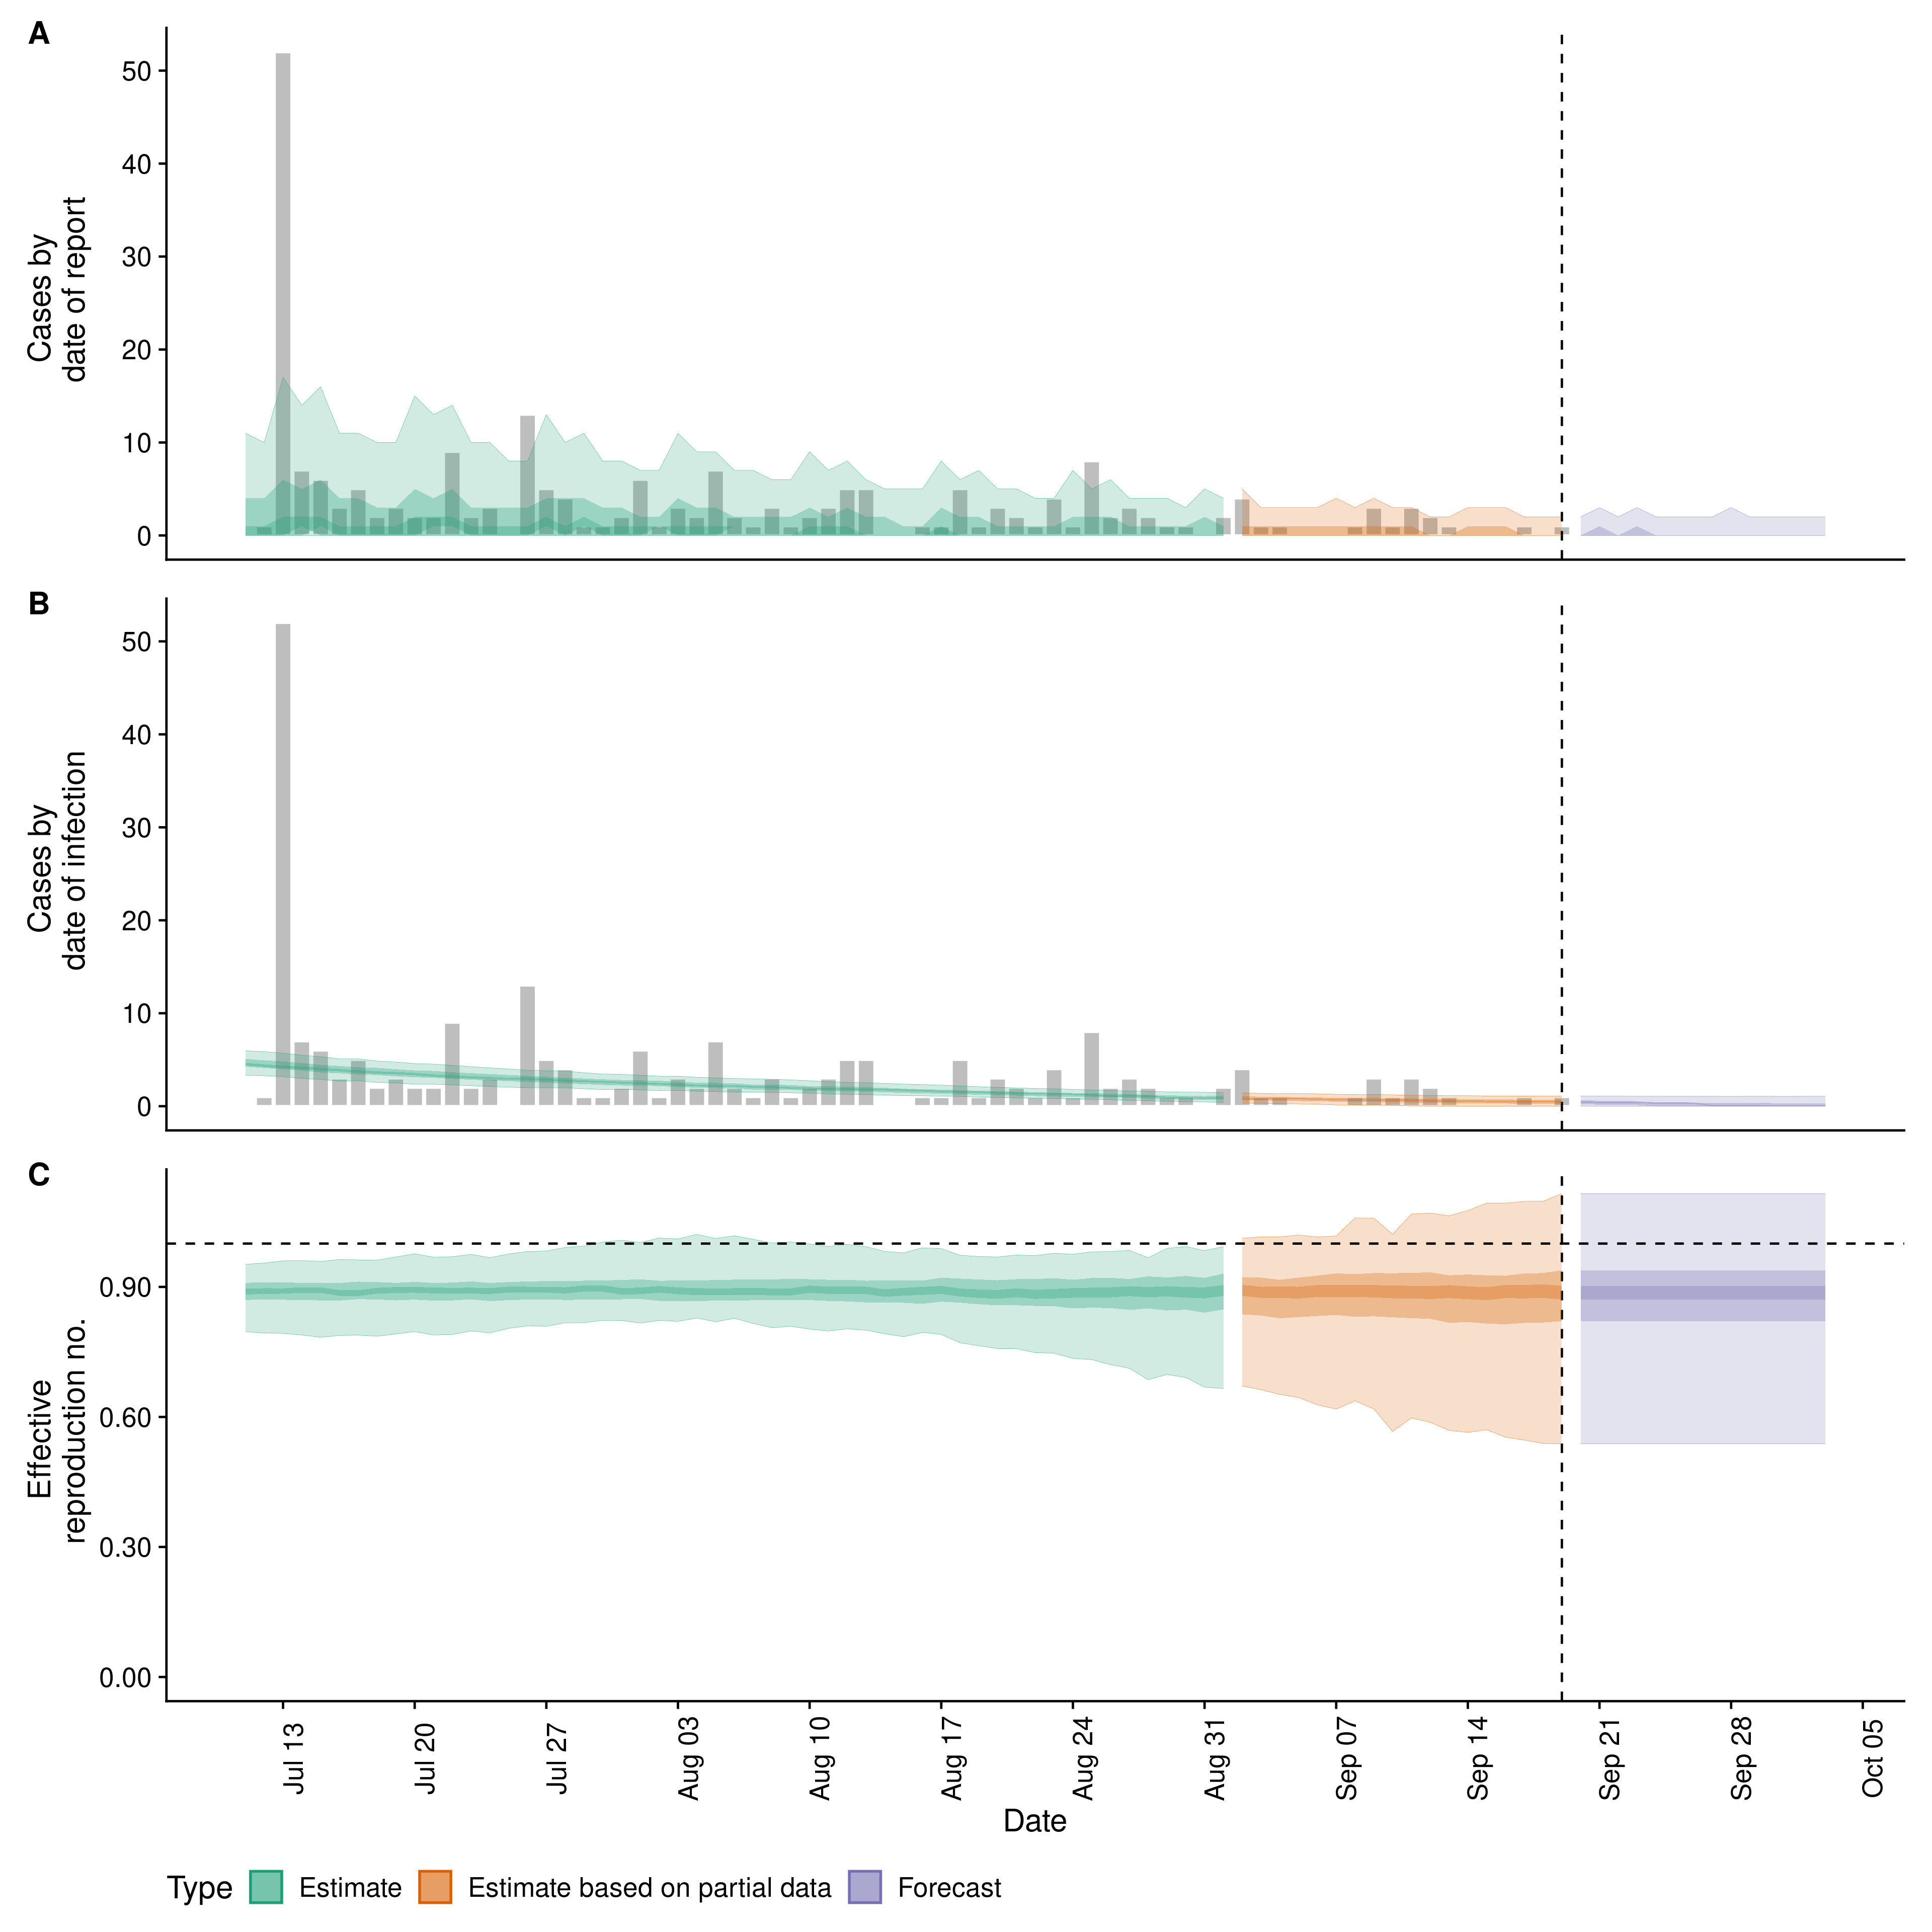 A
Cases by
date of report
50
40
30
20
10
0
B
Cases by
date of infection
50
40
30
20
10
0
C
Effective
reproduction no.
0.90
0.60
0.30
0.00
Jul 13
Jul 20
Jul 27
Aug 03
Aug 10
Aug 17
Aug 24
Aug 31
Sep 07
Sep 14
Sep 21
Sep 28
Oct 05
Date
Type Estimate Estimate based on partial data Forecast